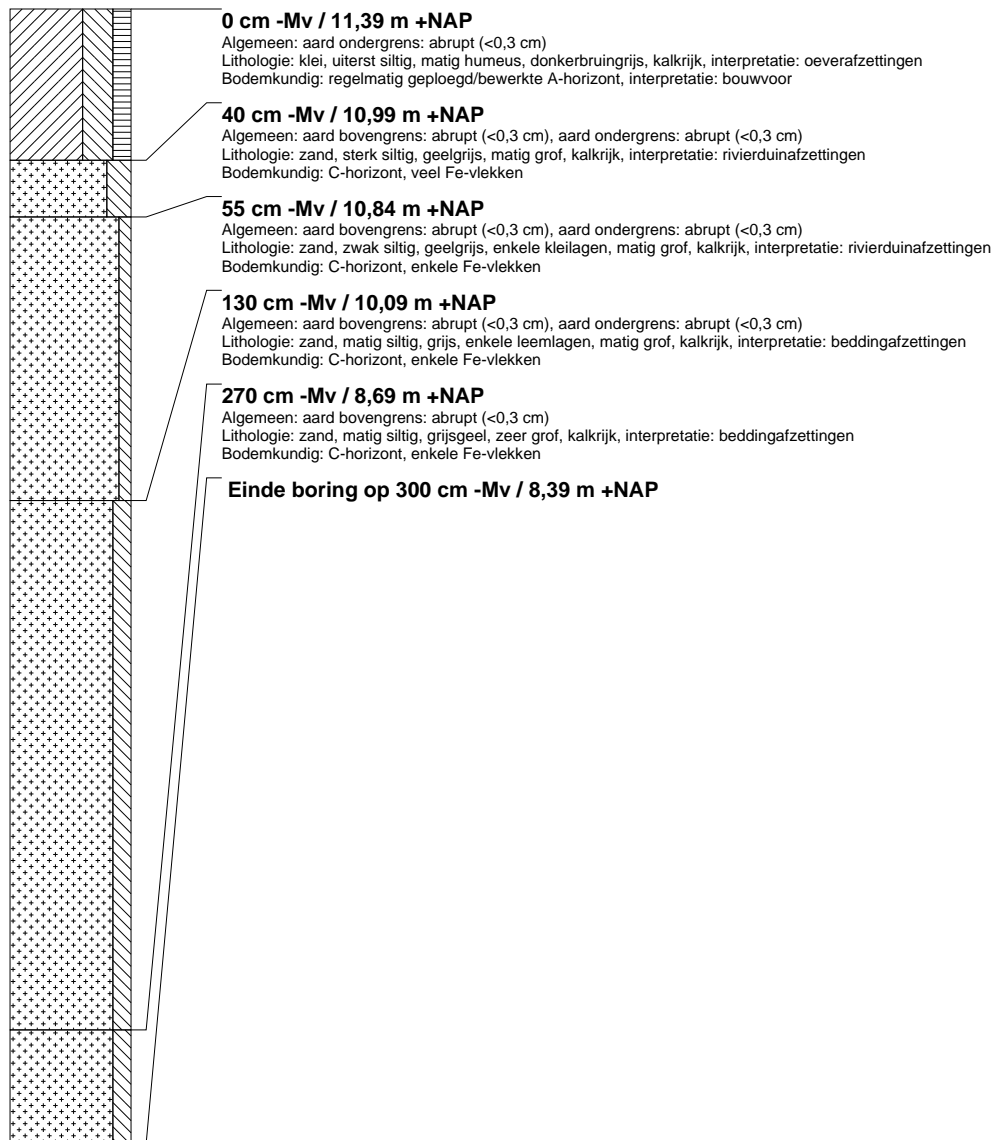 0 cm -Mv / 11,39 m +NAP
Algemeen: aard ondergrens: abrupt (<0,3 cm)
Lithologie: klei, uiterst siltig, matig humeus, donkerbruingrijs, kalkrijk, interpretatie: oeverafzettingen
Bodemkundig: regelmatig geploegd/bewerkte A-horizont, interpretatie: bouwvoor
40 cm -Mv / 10,99 m +NAP
Algemeen: aard bovengrens: abrupt (<0,3 cm), aard ondergrens: abrupt (<0,3 cm)
Lithologie: zand, sterk siltig, geelgrijs, matig grof, kalkrijk, interpretatie: rivierduinafzettingen
Bodemkundig: C-horizont, veel Fe-vlekken
55 cm -Mv / 10,84 m +NAP
Algemeen: aard bovengrens: abrupt (<0,3 cm), aard ondergrens: abrupt (<0,3 cm)
Lithologie: zand, zwak siltig, geelgrijs, enkele kleilagen, matig grof, kalkrijk, interpretatie: rivierduinafzettingen
Bodemkundig: C-horizont, enkele Fe-vlekken
130 cm -Mv / 10,09 m +NAP
Algemeen: aard bovengrens: abrupt (<0,3 cm), aard ondergrens: abrupt (<0,3 cm)
Lithologie: zand, matig siltig, grijs, enkele leemlagen, matig grof, kalkrijk, interpretatie: beddingafzettingen
Bodemkundig: C-horizont, enkele Fe-vlekken
270 cm -Mv / 8,69 m +NAP
Algemeen: aard bovengrens: abrupt (<0,3 cm)
Lithologie: zand, matig siltig, grijsgeel, zeer grof, kalkrijk, interpretatie: beddingafzettingen
Bodemkundig: C-horizont, enkele Fe-vlekken
Einde boring op 300 cm -Mv / 8,39 m +NAP